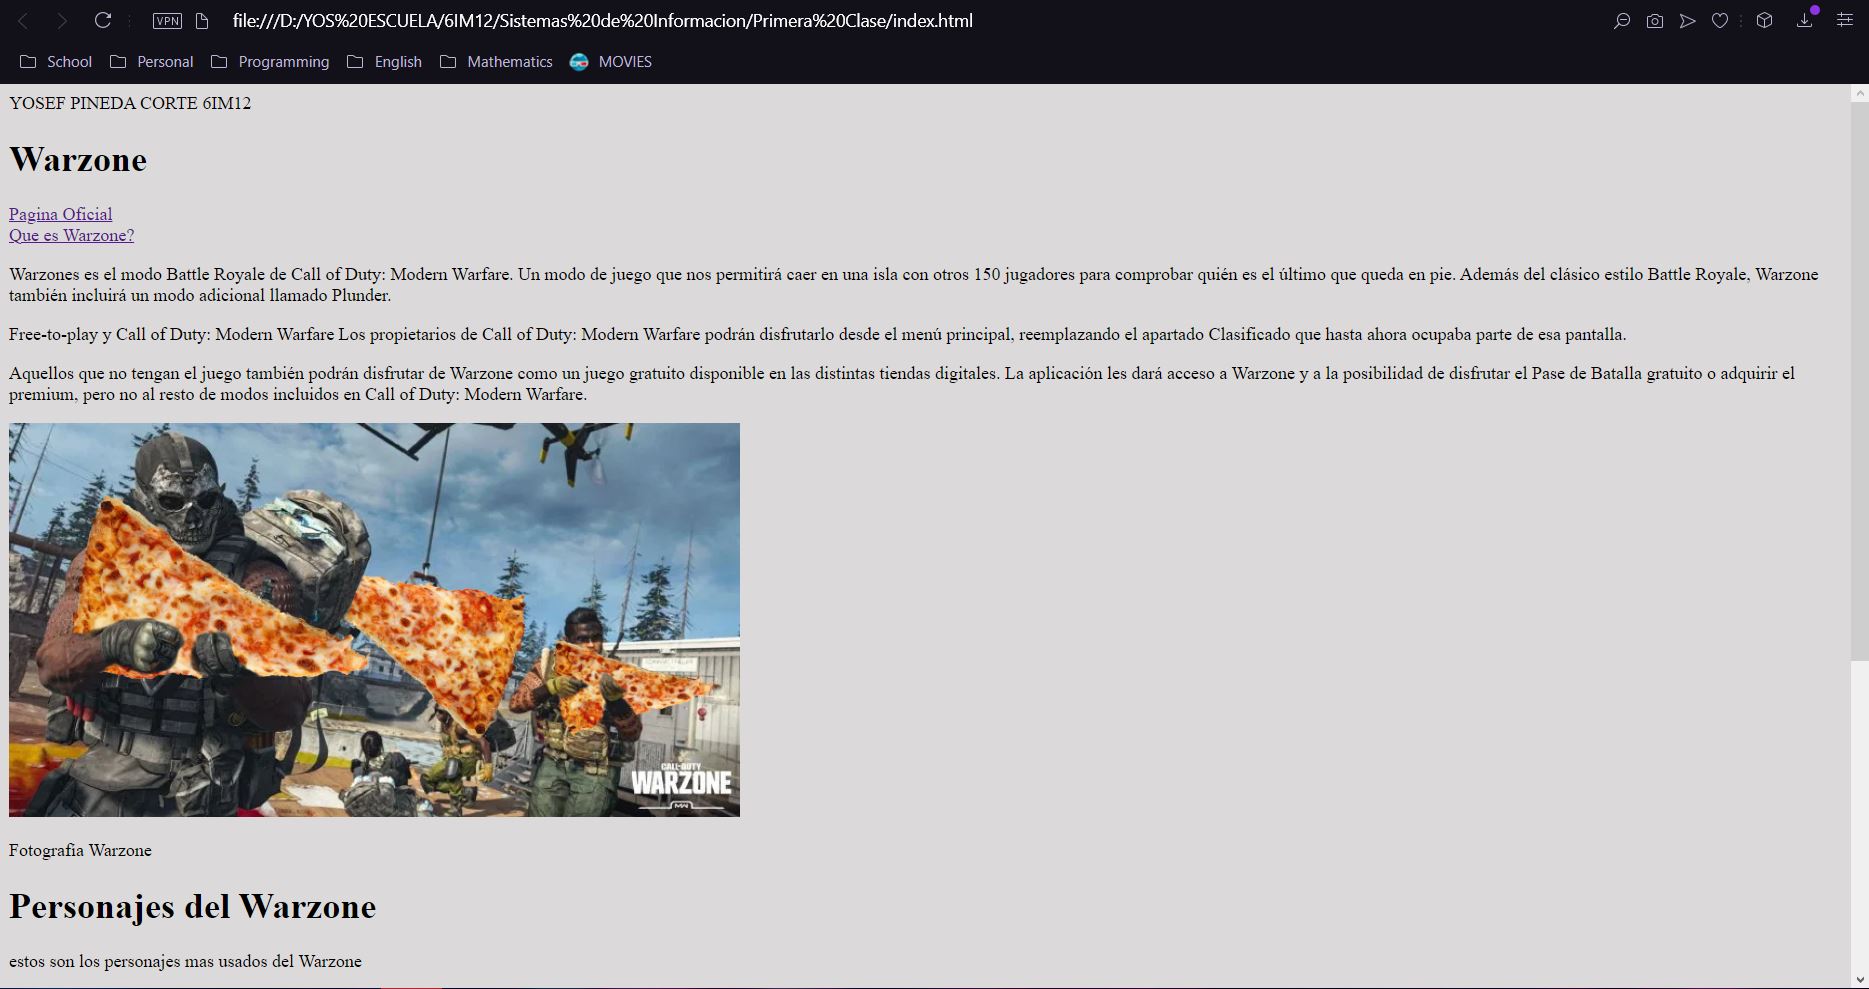 VPN
file:///D:/YOS%20ESCUELA/6IM12/Sistemas%20de%20Informacion/Primera%20Clase/index.html
School Personal Programming English Mathematics MOVIES
YOSEF PINEDA CORTE 6IM12
Warzone
Pagina Oficial
Que es Warzone?
Warzones es el modo Battle Royale de Call of Duty: Modern Warfare. Un modo de juego que nos permitirá caer en una isla con otros 150 jugadores para comprobar quién es el último que queda en pie. Además del clásico estilo Battle Royale, Warzone
también incluirá un modo adicional llamado Plunder.
Free-to-play y Call of Duty: Modern Warfare Los propietarios de Call of Duty: Modern Warfare podrán disfrutarlo desde el menú principal, reemplazando el apartado Clasificado que hasta ahora ocupaba parte de esa pantalla.
Aquellos que no tengan el juego también podrán disfrutar de Warzone como un juego gratuito disponible en las distintas tiendas digitales. La aplicación les dará acceso a Warzone y a la posibilidad de disfrutar el Pase de Batalla gratuito o adquirir el
premium, pero no al resto de modos incluidos en Call of Duty: Modern Warfare.
CALL OF DUTY
WARZONE
MW
Fotografia Warzone
Personajes del Warzone
estos son los personajes mas usados del Warzone